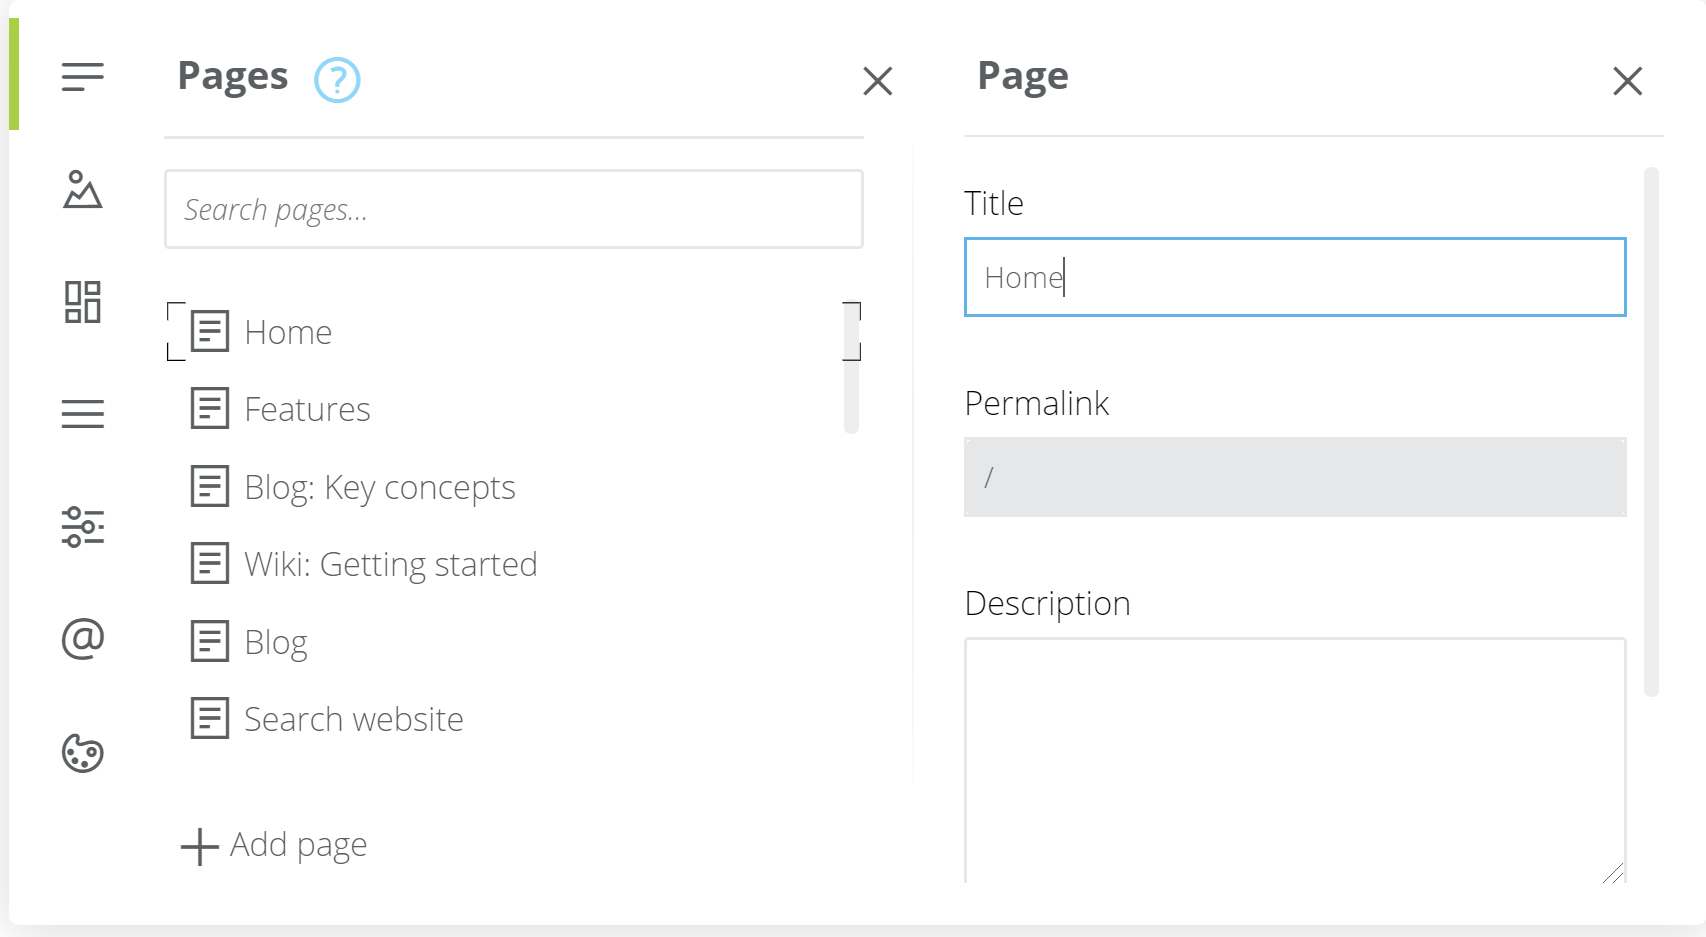 Pages ?
Search pages...
Home
Features
Blog: Key concepts
Wiki: Getting started
Blog
Search website
Add page
Page
Title
Home
Permalink
/
Description